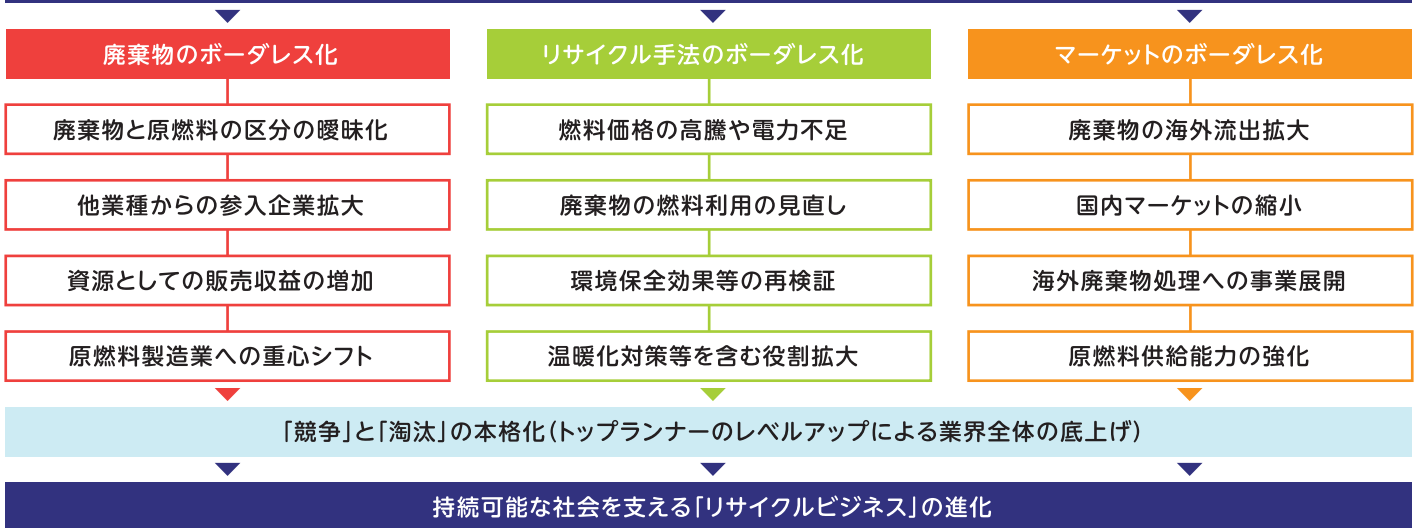 廃棄物のボーダレス化
廃棄物と原燃料の区分の曖昧化
他業種からの参入企業拡大
資源としての販売収益の増加
原燃料製造業への重心シフト
リサイクル手法のボーダレス化
燃料価格の高騰や電力不足
廃棄物の燃料利用の見直し
環境保全効果等の再検証
温暖化対策等を含む役割拡大
マーケットのボーダレス化
廃棄物の海外流出拡大
国内マーケットの縮小
海外廃棄物処理への事業展開
原燃料供給能力の強化
「競争」と「淘汰」の本格化(トップランナーのレベルアップによる業界全体の底上げ)
持続可能な社会を支える「リサイクルビジネス」の進化